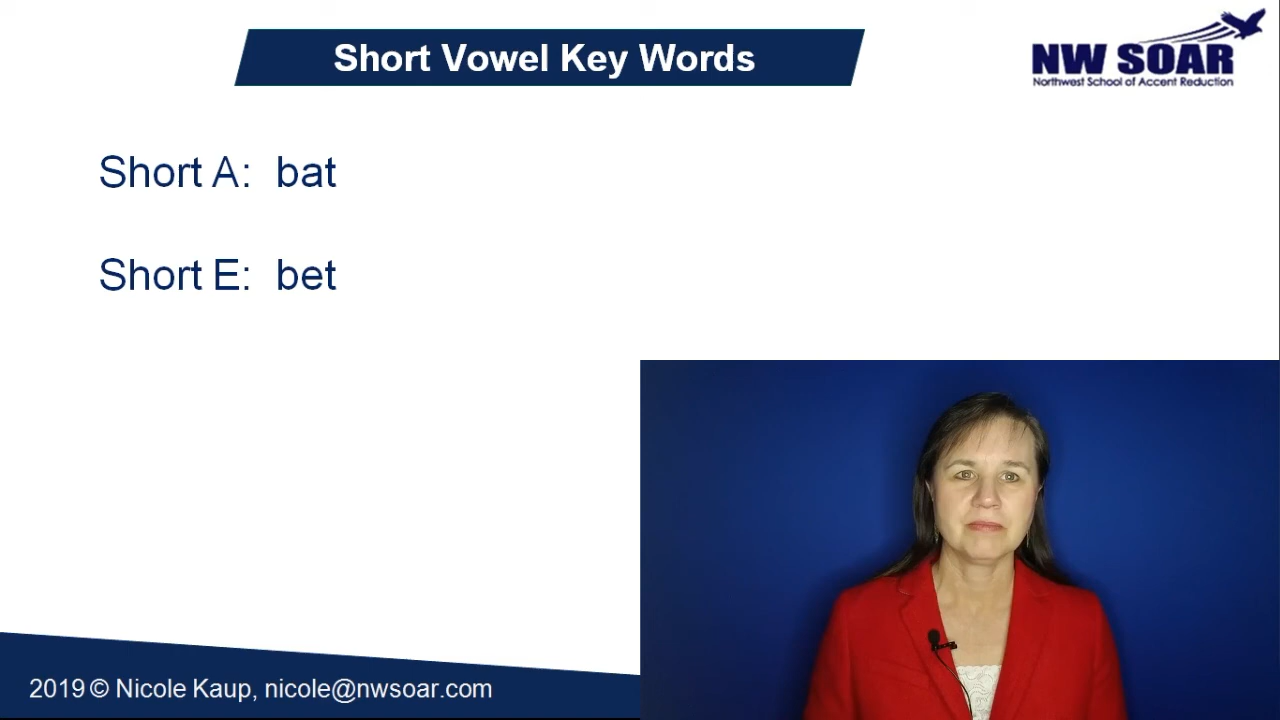 Short Vowel Key Words
NW SOAR
Northwest School of Accent Reduction
Short A: bat
Short E: bet
2019 © Nicole Kaup, nicole@nwsoar.com